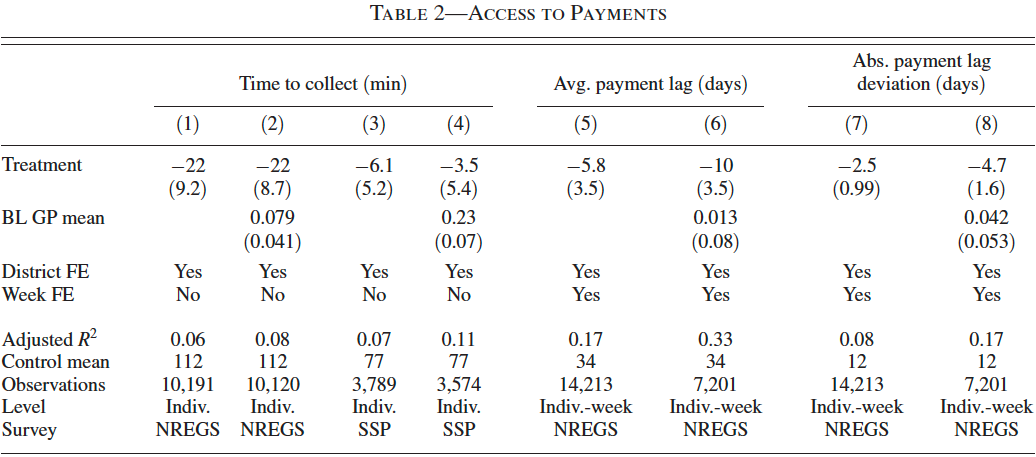 TABLE 2—ACCESS TO PAYMENTS
Time to collect (min) Avg. payment lag (days) Abs. payment lag deviation (days)
(1) (2) (3) (4) (5) (6) (7) (8)
Treatment −22 −22 −6.1 −3.5 −5.8 −10 −2.5 −4.7
(9.2) (8.7) (5.2) (5.4) (3.5) (3.5) (0.99) (1.6)
BL GP mean 0.079 0.23 0.013 0.042
(0.041) (0.07) (0.08) (0.053)
District FE Yes Yes Yes Yes Yes Yes Yes Yes
Week FE No No No No Yes Yes Yes Yes
Adjusted R² 0.06 0.08 0.07 0.11 0.17 0.33 0.08 0.17
Control mean 112 112 77 77 34 34 12 12
Observations 10,191 10,120 3,789 3,574 14,213 7,201 14,213 7,201
Level Indiv. Indiv. Indiv. Indiv. Indiv.-week Indiv.-week Indiv.-week Indiv.-week
Survey NREGS NREGS SSP SSP NREGS NREGS NREGS NREGS